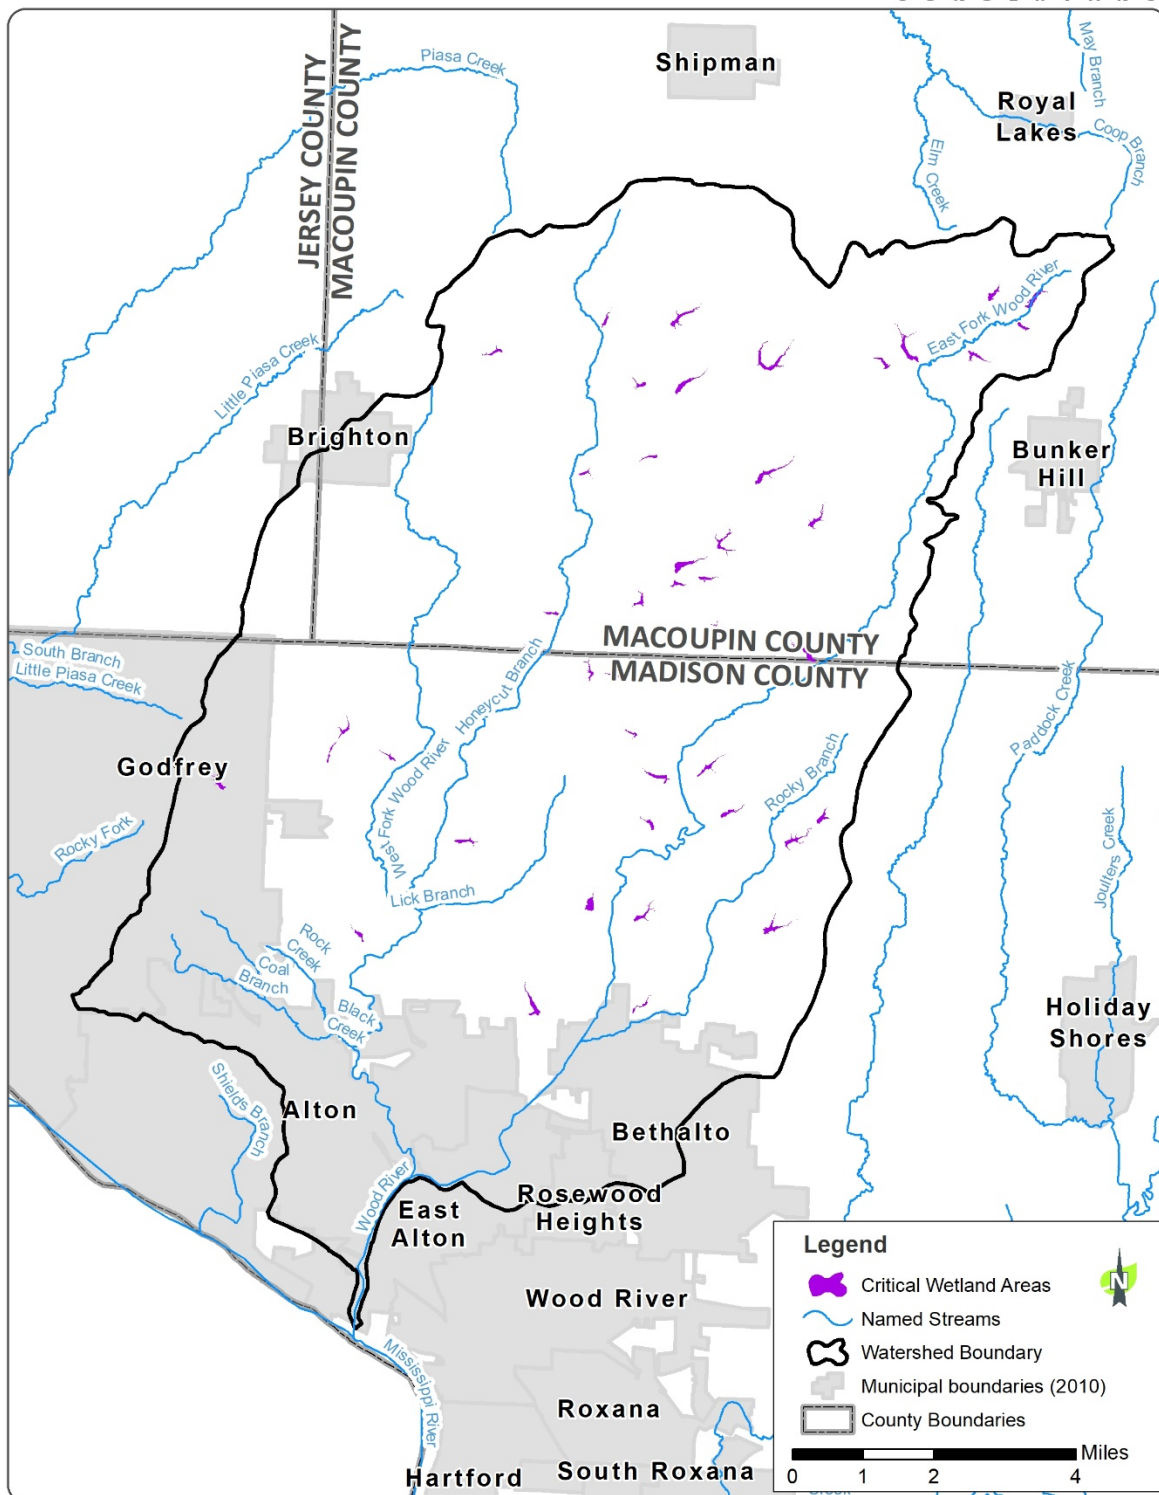 Shipman
Piasa Creek
May Branch
Royal
Lakes
Coop Branch
Elm Creek
JERSEY COUNTY
MACOUPIN COUNTY
East Fork Wood River
Little Piasa Creek
Brighton
Bunker
Hill
MACOUPIN COUNTY
MADISON COUNTY
South Branch
Little Piasa Creek
Honeycut Branch
Paddock Creek
Godfrey
West Fork Wood River
Rocky Branch
Rocky Fork
Joulters Creek
Lick Branch
Rock
Creek
Coal
Branch
Black
Creek
Holiday
Shores
Shields Branch
Alton
Bethalto
Wood River
Rosewood
Heights
East
Alton
Wood River
Mississippi River
Roxana
Hartford
South Roxana
Legend
Critical Wetland Areas
N
Named Streams
Watershed Boundary
Municipal boundaries (2010)
County Boundaries
Miles
0 1 2 4